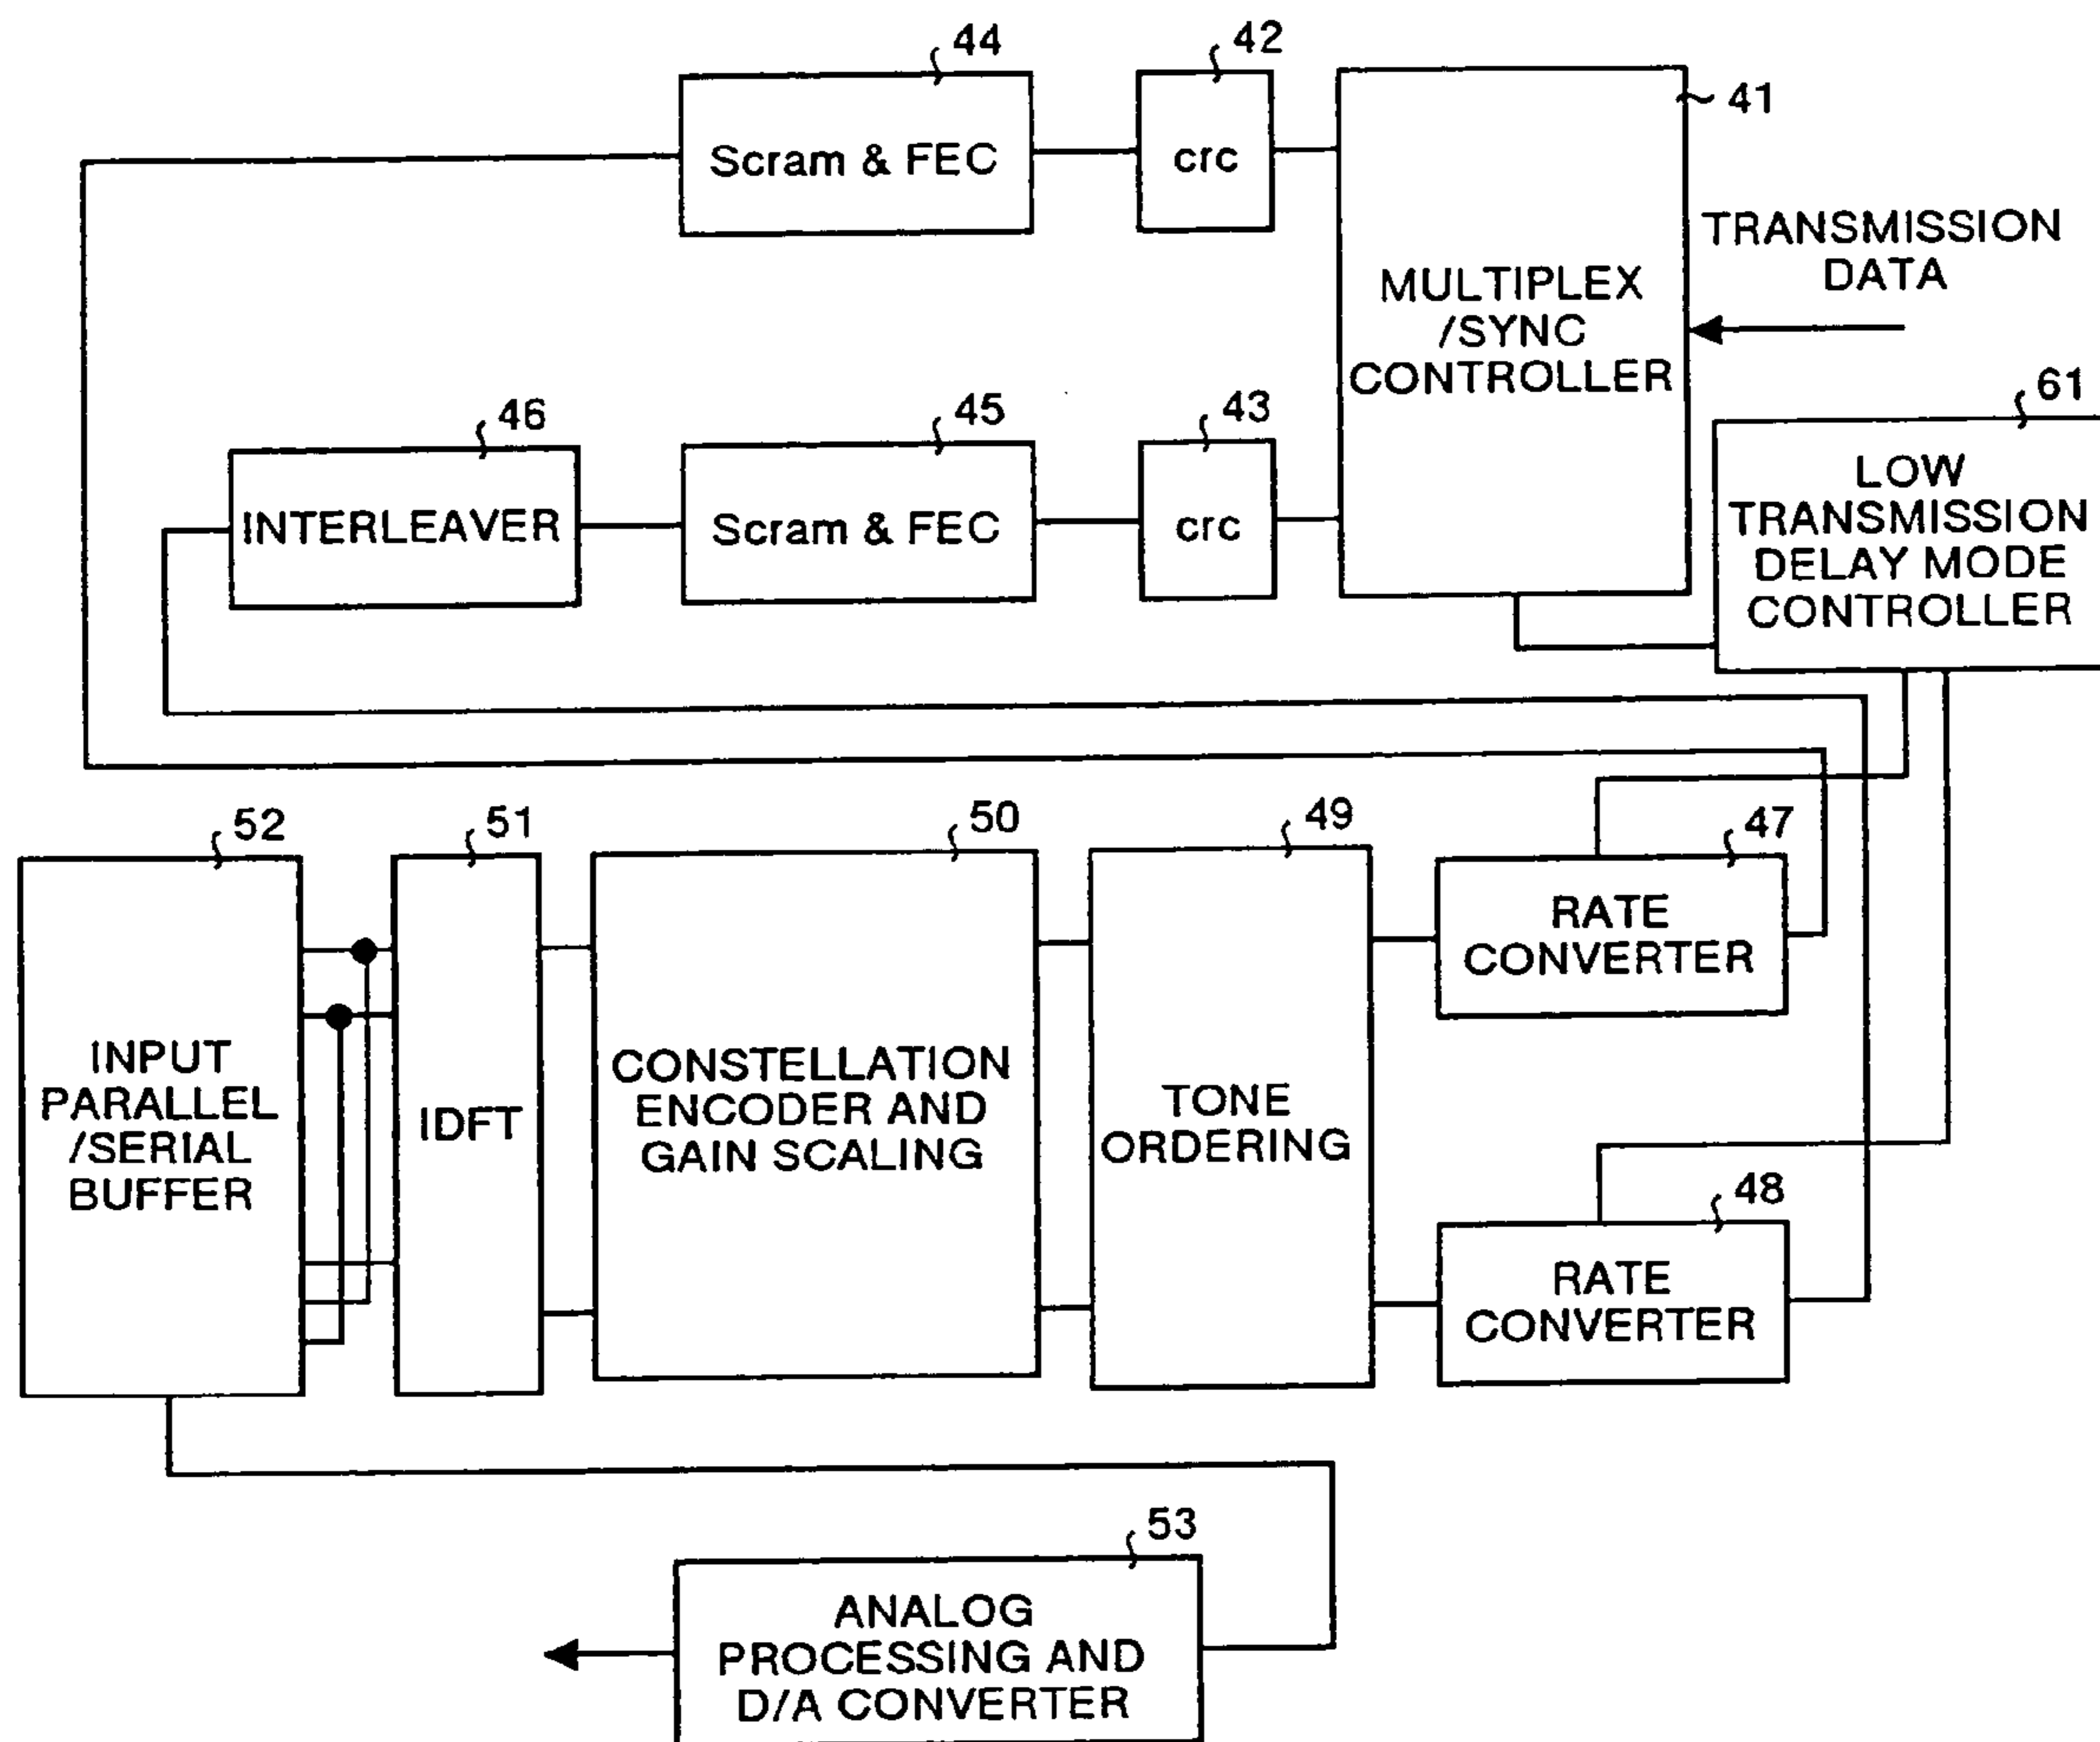 44
42
41
Scram & FEC
crc
TRANSMISSION
DATA
MULTIPLEX
/SYNC
CONTROLLER
46
45
43
61
INTERLEAVER
Scram & FEC
crc
LOW
TRANSMISSION
DELAY MODE
CONTROLLER
52
51
50
49
47
RATE
CONVERTER
INPUT
PARALLEL
/SERIAL
BUFFER
IDFT
CONSTELLATION
ENCODER AND
GAIN SCALING
TONE
ORDERING
48
RATE
CONVERTER
53
ANALOG
PROCESSING AND
D/A CONVERTER